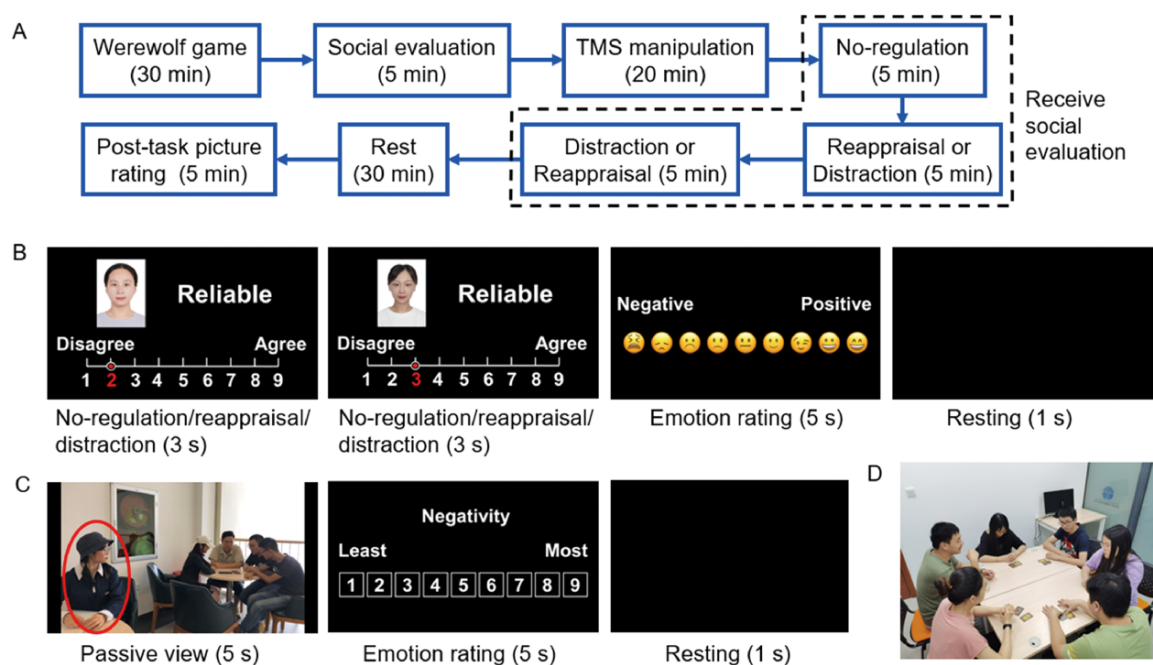 A
Werewolf game
(30 min)
Social evaluation
(5 min)
TMS manipulation
(20 min)
No-regulation
(5 min)
Receive
social
evaluation
Post-task picture
rating (5 min)
Rest
(30 min)
Distraction or
Reappraisal (5 min)
Reappraisal or
Distraction (5 min)
B
Reliable
Disagree Agree
1 2 3 4 5 6 7 8 9
No-regulation/reappraisal/
distraction (3 s)
Reliable
Disagree Agree
1 2 3 4 5 6 7 8 9
No-regulation/reappraisal/
distraction (3 s)
Negative Positive
Emotion rating (5 s)
Resting (1 s)
C
Passive view (5 s)
Negativity
Least Most
1 2 3 4 5 6 7 8 9
Emotion rating (5 s)
Resting (1 s)
D